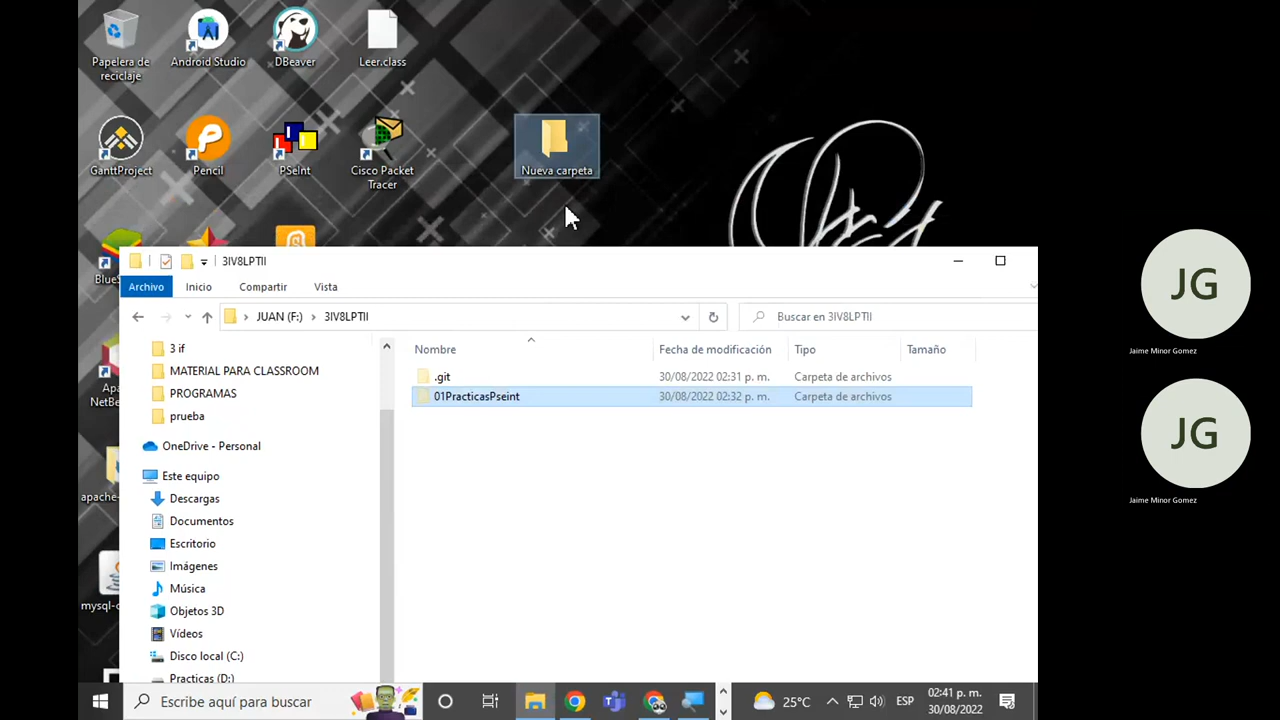 Papelera de
reciclaje
Android Studio
DBeaver
Leer.class
GanttProject
Pencil
PSeInt
Cisco Packet
Tracer
Nueva carpeta
JG
Jaime Minor Gomez
JG
Jaime Minor Gomez
3IV8LPTII
Archivo
Inicio
Compartir
Vista
JUAN (F:) 3IV8LPTII
Buscar en 3IV8LPTII
Nombre
Fecha de modificación
Tipo
Tamaño
.git
30/08/2022 02:31 p. m.
Carpeta de archivos
01PracticasPseint
30/08/2022 02:32 p. m.
Carpeta de archivos
3 if
MATERIAL PARA CLASSROOM
PROGRAMAS
prueba
OneDrive - Personal
Este equipo
Descargas
Documentos
Escritorio
Imágenes
Música
Objetos 3D
Vídeos
Disco local (C:)
Practicas (D:)
Escribe aquí para buscar
25°C
ESP
02:41 p. m.
30/08/2022